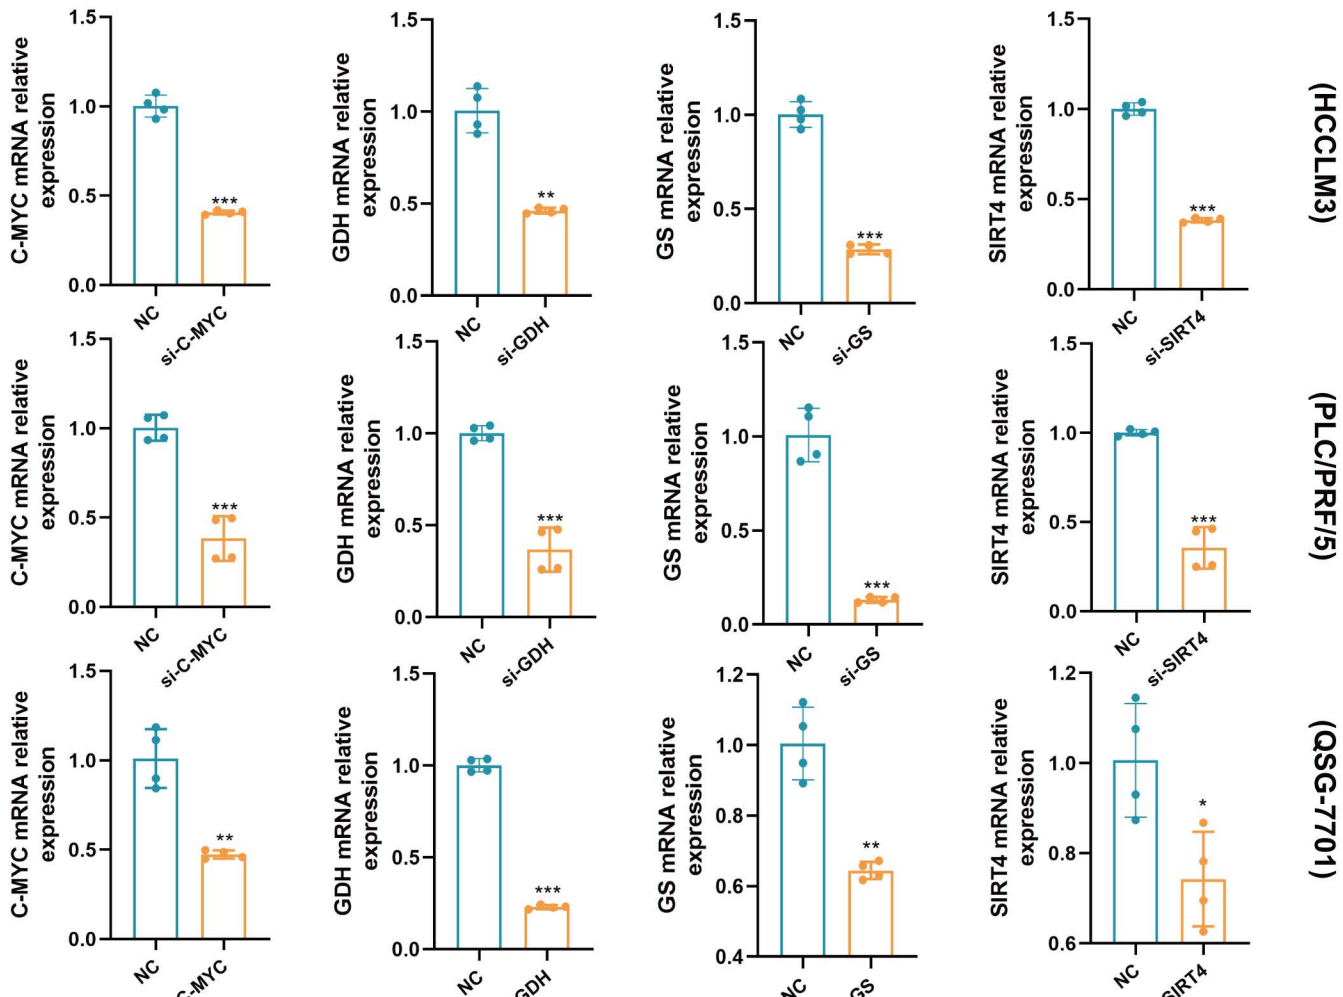 C-MYC mRNA relative
expression
1.5
1.0
0.5
0.0
***
NC
si-C-MYC
GDH mRNA relative
expression
1.5
1.0
0.5
0.0
**
NC
si-GDH
GS mRNA relative
expression
1.5
1.0
0.5
0.0
***
NC
si-GS
SIRT4 mRNA relative
expression
1.5
1.0
0.5
0.0
***
NC
si-SIRT4
(HCCLM3)
C-MYC mRNA relative
expression
1.5
1.0
0.5
0.0
***
NC
si-C-MYC
GDH mRNA relative
expression
1.5
1.0
0.5
0.0
***
NC
si-GDH
GS mRNA relative
expression
1.5
1.0
0.5
0.0
***
NC
si-GS
SIRT4 mRNA relative
expression
1.5
1.0
0.5
0.0
***
NC
si-SIRT4
(PLC/PRF/5)
C-MYC mRNA relative
expression
1.5
1.0
0.5
0.0
**
NC
C-MYC
GDH mRNA relative
expression
1.5
1.0
0.5
0.0
***
NC
GDH
GS mRNA relative
expression
1.2
1.0
0.8
0.6
0.4
**
NC
GS
SIRT4 mRNA relative
expression
1.2
1.0
0.8
0.6
*
NC
SIRT4
(QSG-7701)